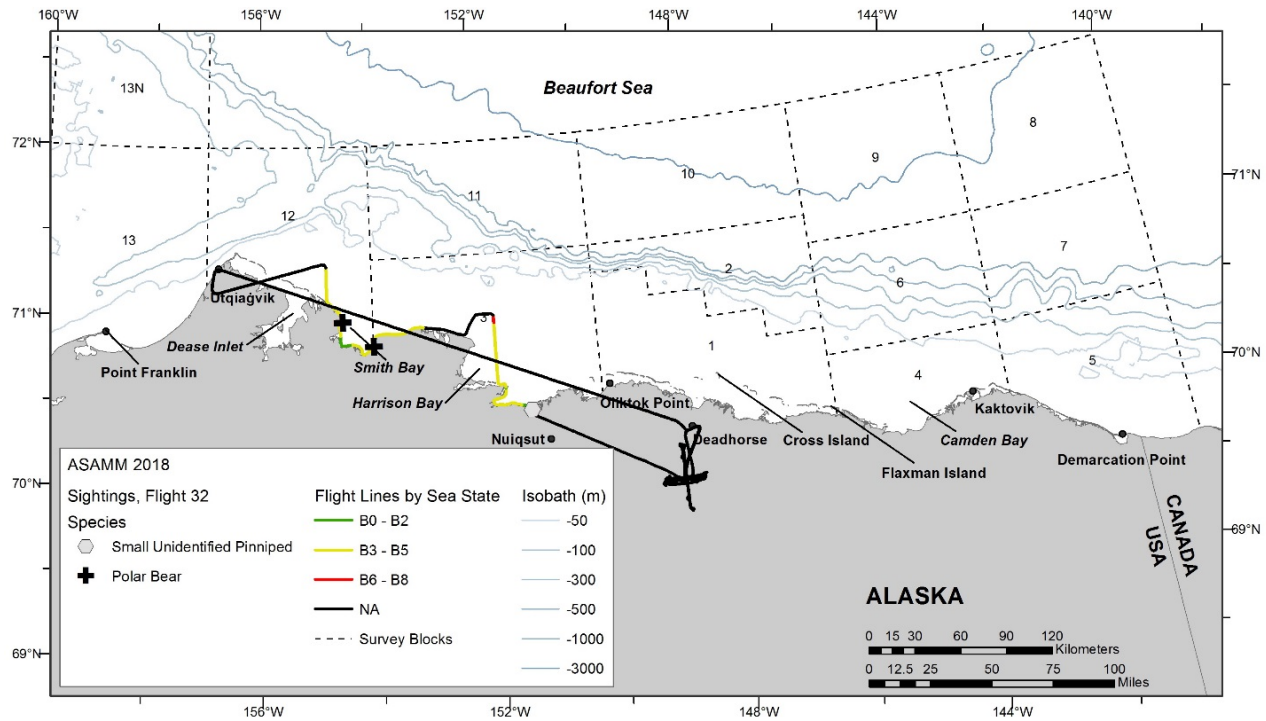 160°W 156°W 152°W 148°W 144°W 140°W
13N
Beaufort Sea
8
72°N
9
71°N
10
11
12
13
7
2
6
Utqiaġvik
71°N
3
Dease Inlet
Point Franklin
Smith Bay
1
70°N
5
4
Harrison Bay
Oliktok Point
Kaktovik
Nuiqsut
Deadhorse
Cross Island
Camden Bay
Demarcation Point
Flaxman Island
70°N
69°N
CANADA
USA
ASAMM 2018
Sightings, Flight 32
Species
Small Unidentified Pinniped
Polar Bear
Flight Lines by Sea State
B0 - B2
B3 - B5
B6 - B8
NA
Survey Blocks
Isobath (m)
-50
-100
-300
-500
-1000
-3000
ALASKA
0 15 30 60 90 120
Kilometers
0 12.5 25 50 75 100
Miles
69°N
156°W 152°W 148°W 144°W